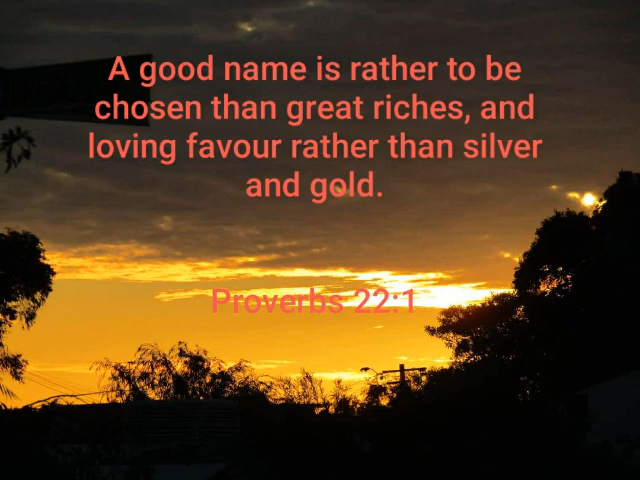 A good name is rather to be
chosen than great riches, and
loving favour rather than silver
and gold.
Proverbs 22:1